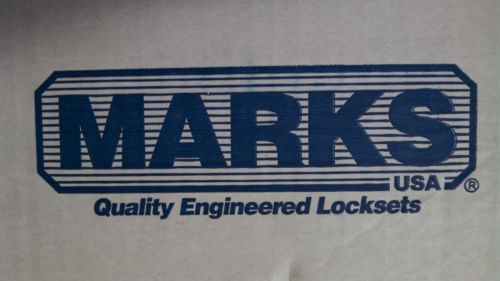 MARKS
USA ®
Quality Engineered Locksets